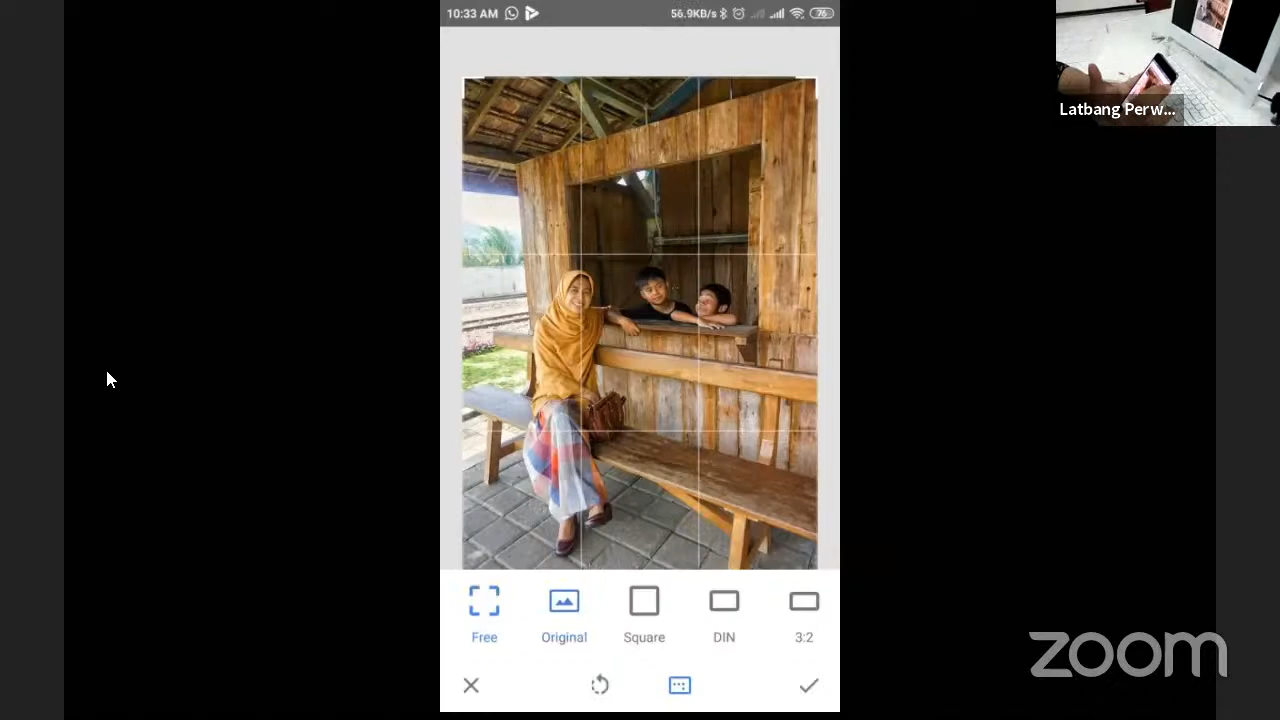 10:33 AM
56.9KB/s
76
Latbang Perw...
Free
Original
Square
DIN
3:2
zoom